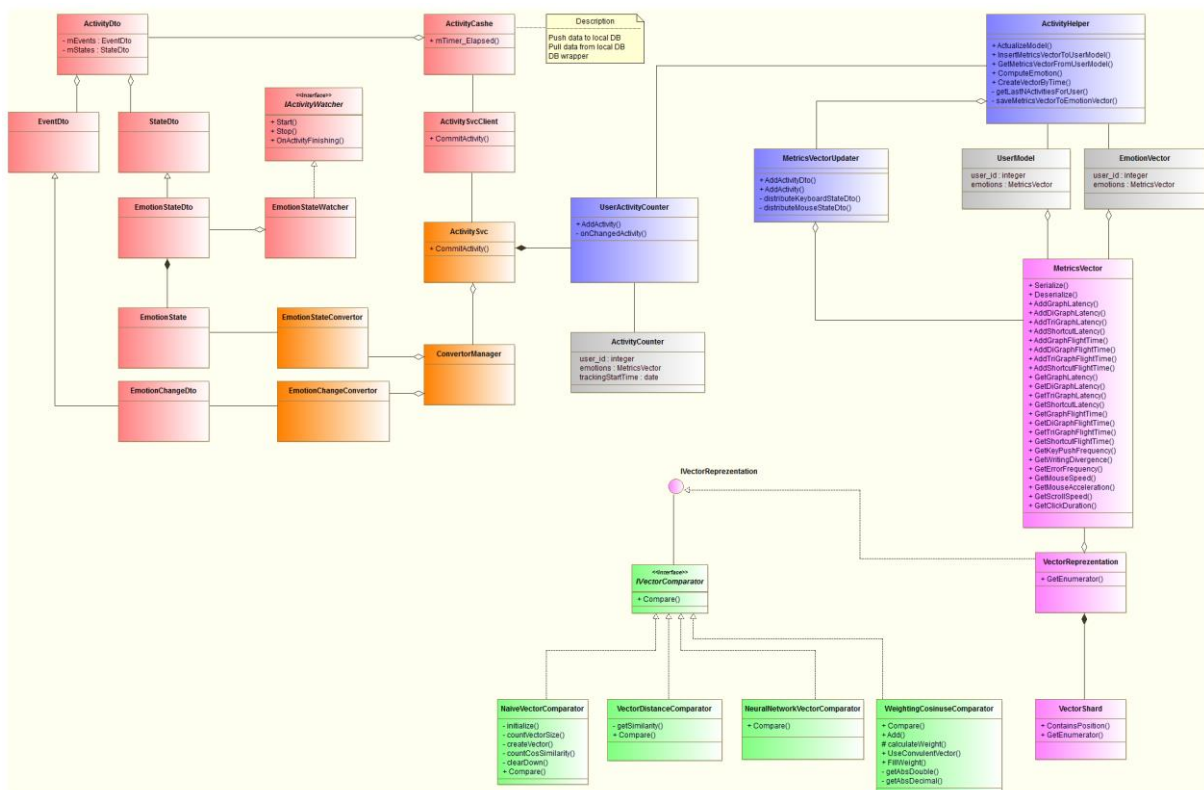 ActivityDto
- mEvents : EventDto
- mStates : StateDto
ActivityCashe
+ mTimer_Elapsed()
Description
Push data to local DB
Pull data from local DB
DB wrapper
ActivityHelper
+ ActualizeModel()
+ InsertMetricsVectorToUserModel()
+ GetMetricsVectorFromUserModel()
+ ComputeEmotion()
+ CreateVectorByTime()
- getLastNActivitiesForUser()
- saveMetricsVectorToEmotionVector()
EventDto
StateDto
<<Interface>>
IActivityWatcher
+ Start()
+ Stop()
+ OnActivityFinishing()
ActivitySvcClient
+ CommitActivity()
MetricsVectorUpdater
+ AddActivityDto()
+ AddActivity()
- distributeKeyboardStateDto()
- distributeMouseStateDto()
UserModel
user_id : integer
emotions : MetricsVector
EmotionVector
user_id : integer
emotions : MetricsVector
EmotionStateDto
EmotionStateWatcher
ActivitySvc
+ CommitActivity()
UserActivityCounter
+ AddActivity()
- onChangedActivity()
MetricsVector
+ Serialize()
+ Deserialize()
+ AddGraphLatency()
+ AddDiGraphLatency()
+ AddTriGraphLatency()
+ AddShortcutLatency()
+ AddGraphFlightTime()
+ AddDiGraphFlightTime()
+ AddTriGraphFlightTime()
+ AddShortcutFlightTime()
+ GetGraphLatency()
+ GetDiGraphLatency()
+ GetTriGraphLatency()
+ GetShortcutLatency()
+ GetGraphFlightTime()
+ GetDiGraphFlightTime()
+ GetTriGraphFlightTime()
+ GetShortcutFlightTime()
+ GetKeyPushFrequency()
+ GetWritingDivergence()
+ GetErrorFrequency()
+ GetMouseSpeed()
+ GetMouseAcceleration()
+ GetScrollSpeed()
+ GetClickDuration()
EmotionState
EmotionStateConvertor
ConvertorManager
ActivityCounter
user_id : integer
emotions : MetricsVector
trackingStartTime : date
EmotionChangeDto
EmotionChangeConvertor
IVectorReprezentation
<<Interface>>
IVectorComparator
+ Compare()
VectorReprezentation
+ GetEnumerator()
NaiveVectorComparator
- initialize()
- countVectorSize()
- createVector()
- countCosSimilarity()
- clearDown()
+ Compare()
VectorDistanceComparator
- getSimilarity()
+ Compare()
NeuralNetworkVectorComparator
+ Compare()
WeightingCosinuseComparator
+ Compare()
+ Add()
# calculateWeight()
+ UseConvulentVector()
+ FillWeight()
- getAbsDouble()
- getAbsDecimal()
VectorShard
+ ContainsPosition()
+ GetEnumerator()